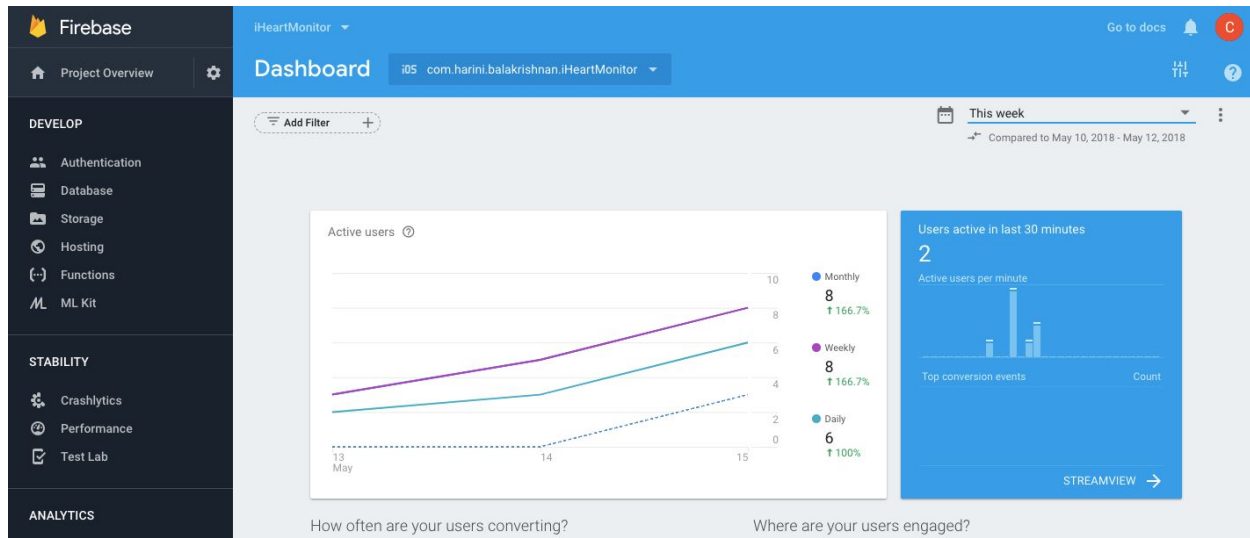 Firebase
iHeartMonitor
Go to docs
C
Project Overview
Dashboard
iOS com.harini.balakrishnan.iHeartMonitor
?
DEVELOP
Authentication
Database
Storage
Hosting
Functions
ML Kit
STABILITY
Crashlytics
Performance
Test Lab
ANALYTICS
Add Filter +
This week
Compared to May 10, 2018 - May 12, 2018
Active users ?
10
8
6
4
2
0
13
May
14
15
Monthly
8
↑ 166.7%
Weekly
8
↑ 166.7%
Daily
6
↑ 100%
Users active in last 30 minutes
2
Active users per minute
Top conversion events Count
STREAMVIEW →
How often are your users converting?
Where are your users engaged?